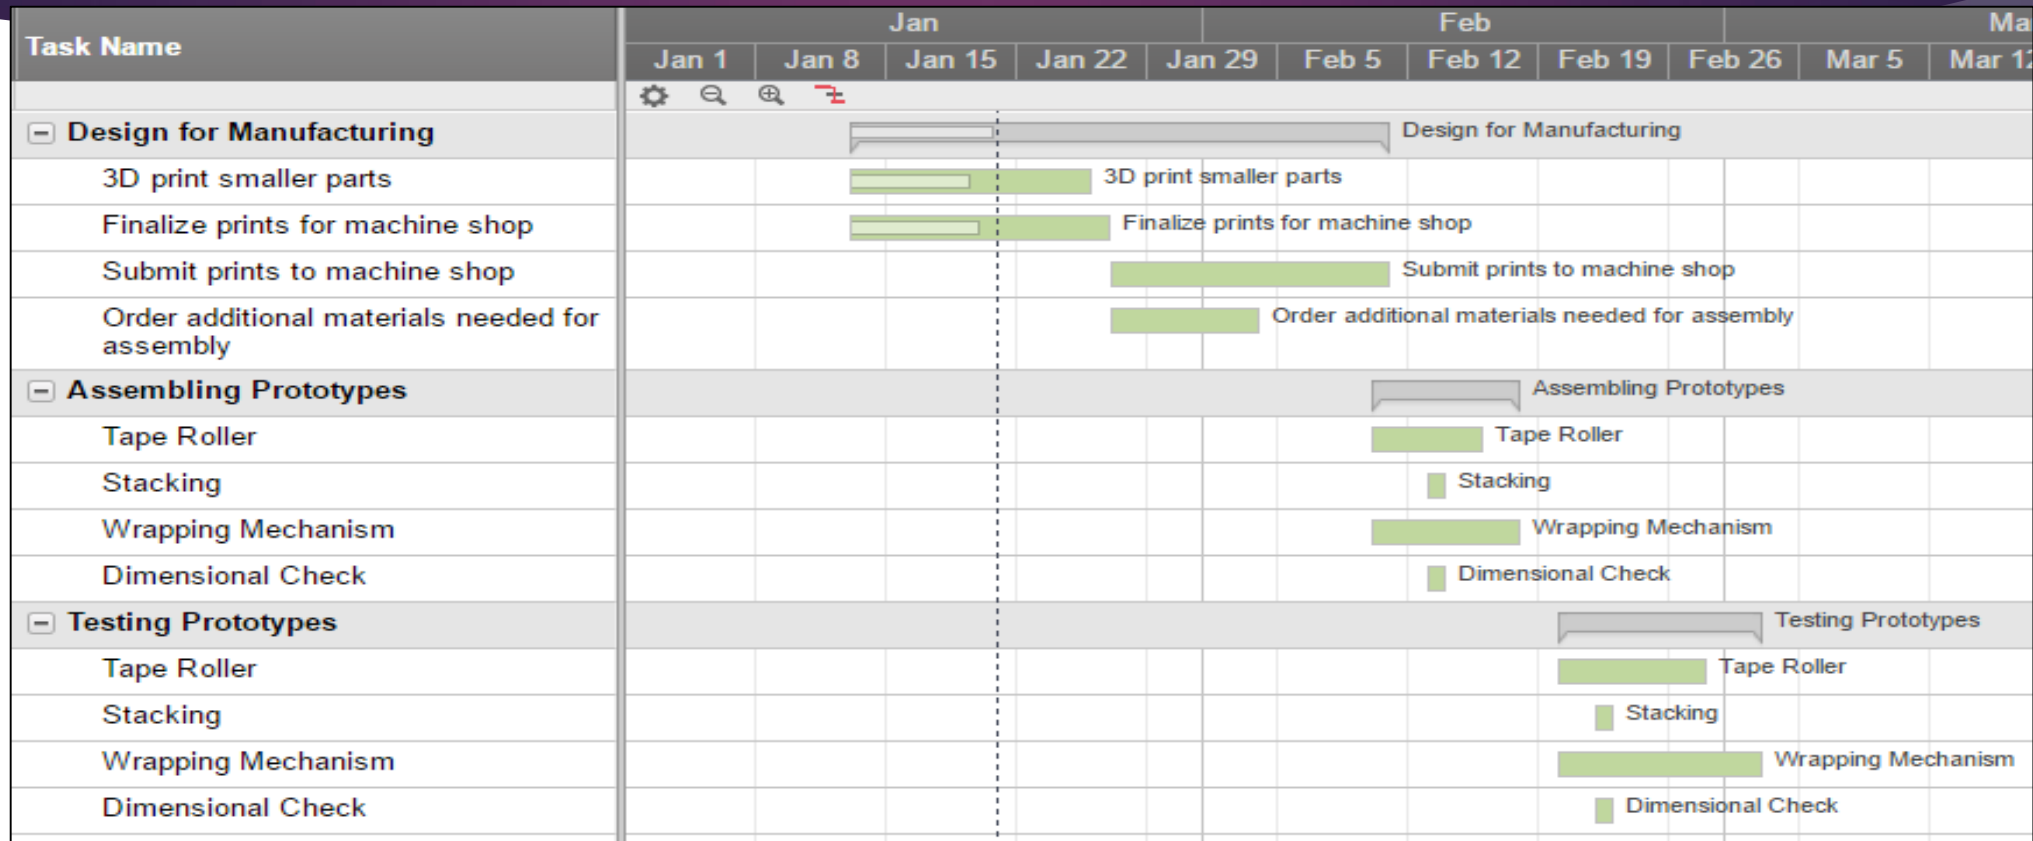 Task Name
Jan Feb Ma
Jan 1 Jan 8 Jan 15 Jan 22 Jan 29 Feb 5 Feb 12 Feb 19 Feb 26 Mar 5 Mar 12
Design for Manufacturing Design for Manufacturing
3D print smaller parts 3D print smaller parts
Finalize prints for machine shop Finalize prints for machine shop
Submit prints to machine shop Submit prints to machine shop
Order additional materials needed for Order additional materials needed for assembly
assembly
Assembling Prototypes Assembling Prototypes
Tape Roller Tape Roller
Stacking Stacking
Wrapping Mechanism Wrapping Mechanism
Dimensional Check Dimensional Check
Testing Prototypes Testing Prototypes
Tape Roller Tape Roller
Stacking Stacking
Wrapping Mechanism Wrapping Mechanism
Dimensional Check Dimensional Check